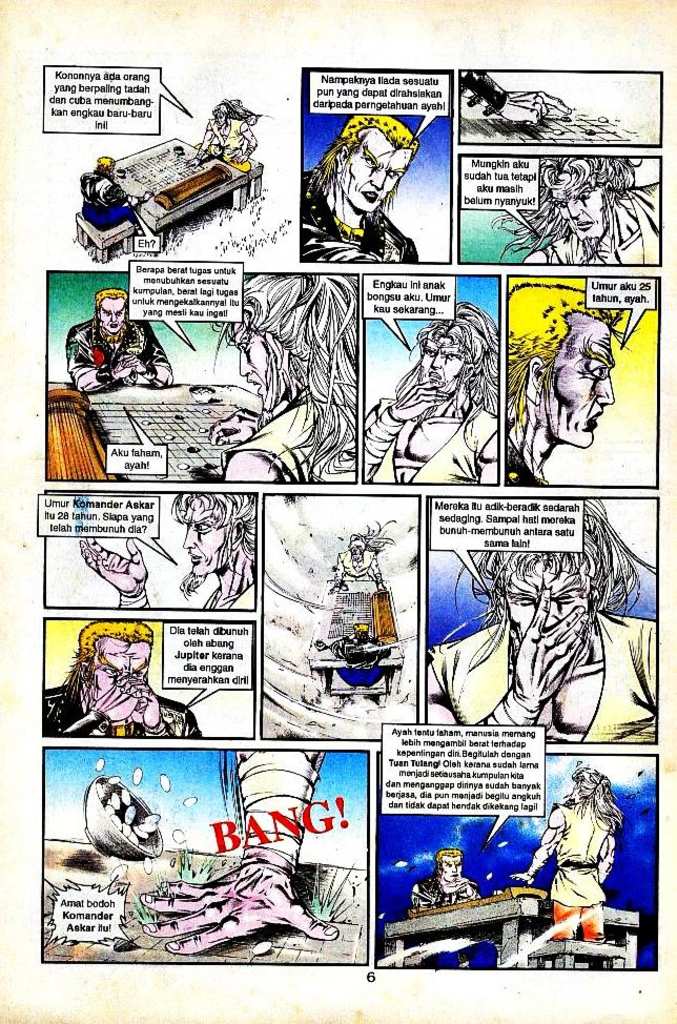 Kononnya ada orang
yang berpaling tadah
dan cuba menumbang-
kan engkau baru-baru
ini!
Eh?
Nampaknya tiada sesuatu
pun yang dapat dirahsiakan
daripada perngetahuan ayah!
Mungkin aku
sudah tua tetapi
aku masih
belum nyanyuk!
Berapa berat tugas untuk
menubuhkan sesuatu
kumpulan, berat lagi tugas
untuk mengekalkannya! Itu
yang mesti kau ingat!
Aku faham,
ayah!
Engkau ini anak
bongsu aku. Umur
kau sekarang...
Umur aku 25
tahun, ayah.
Umur Komander Askar
itu 28 tahun. Siapa yang
telah membunuh dia?
Dia telah dibunuh
oleh abang
Jupiter kerana
dia enggan
menyerahkan diri!
Mereka itu adik-beradik sedarah
sedaging. Sampai hati mereka
bunuh-membunuh antara satu
sama lain!
BANG!
Amat bodoh
Komander
Askar itu!
Ayah tentu faham, manusia memang
lebih mengambil berat terhadap
kepentingan diri.Begitulah dengan
Tuan Tulang! Oleh kerana sudah lama
menjadi setiausaha kumpulan kita
dan menganggap dirinya sudah banyak
berjasa, dia pun menjadi begitu angkuh
dan tidak dapat hendak dikekang lagi!
6